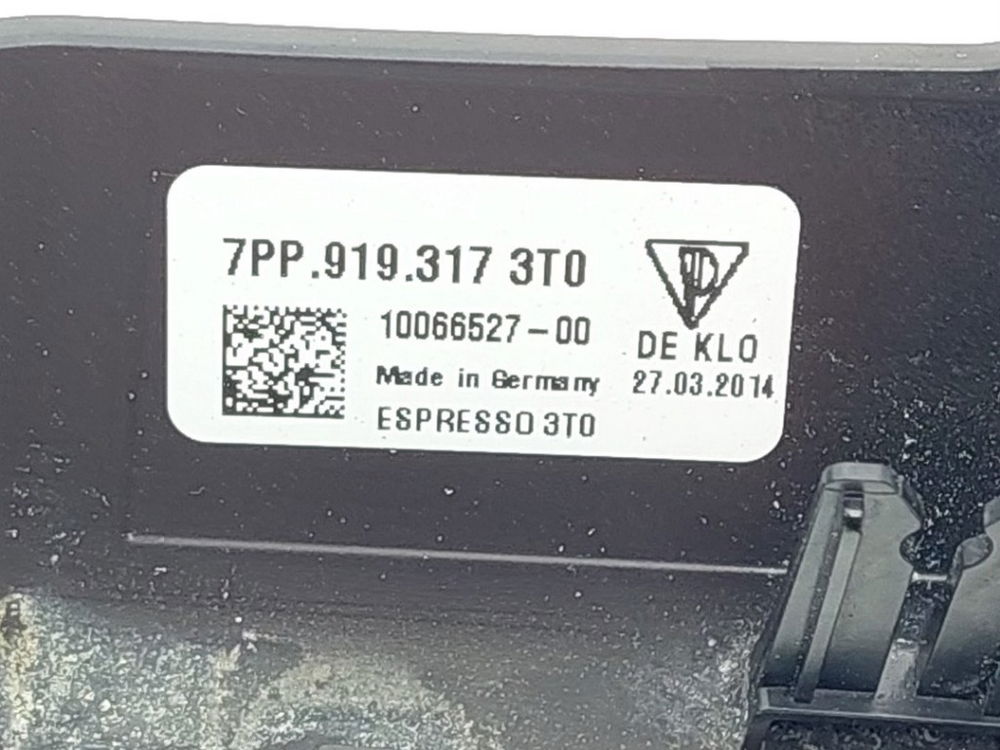 7PP.919.317 3T0
10066527-00
Made in Germany
ESPRESSO 3T0
DE KLO
27.03.2014